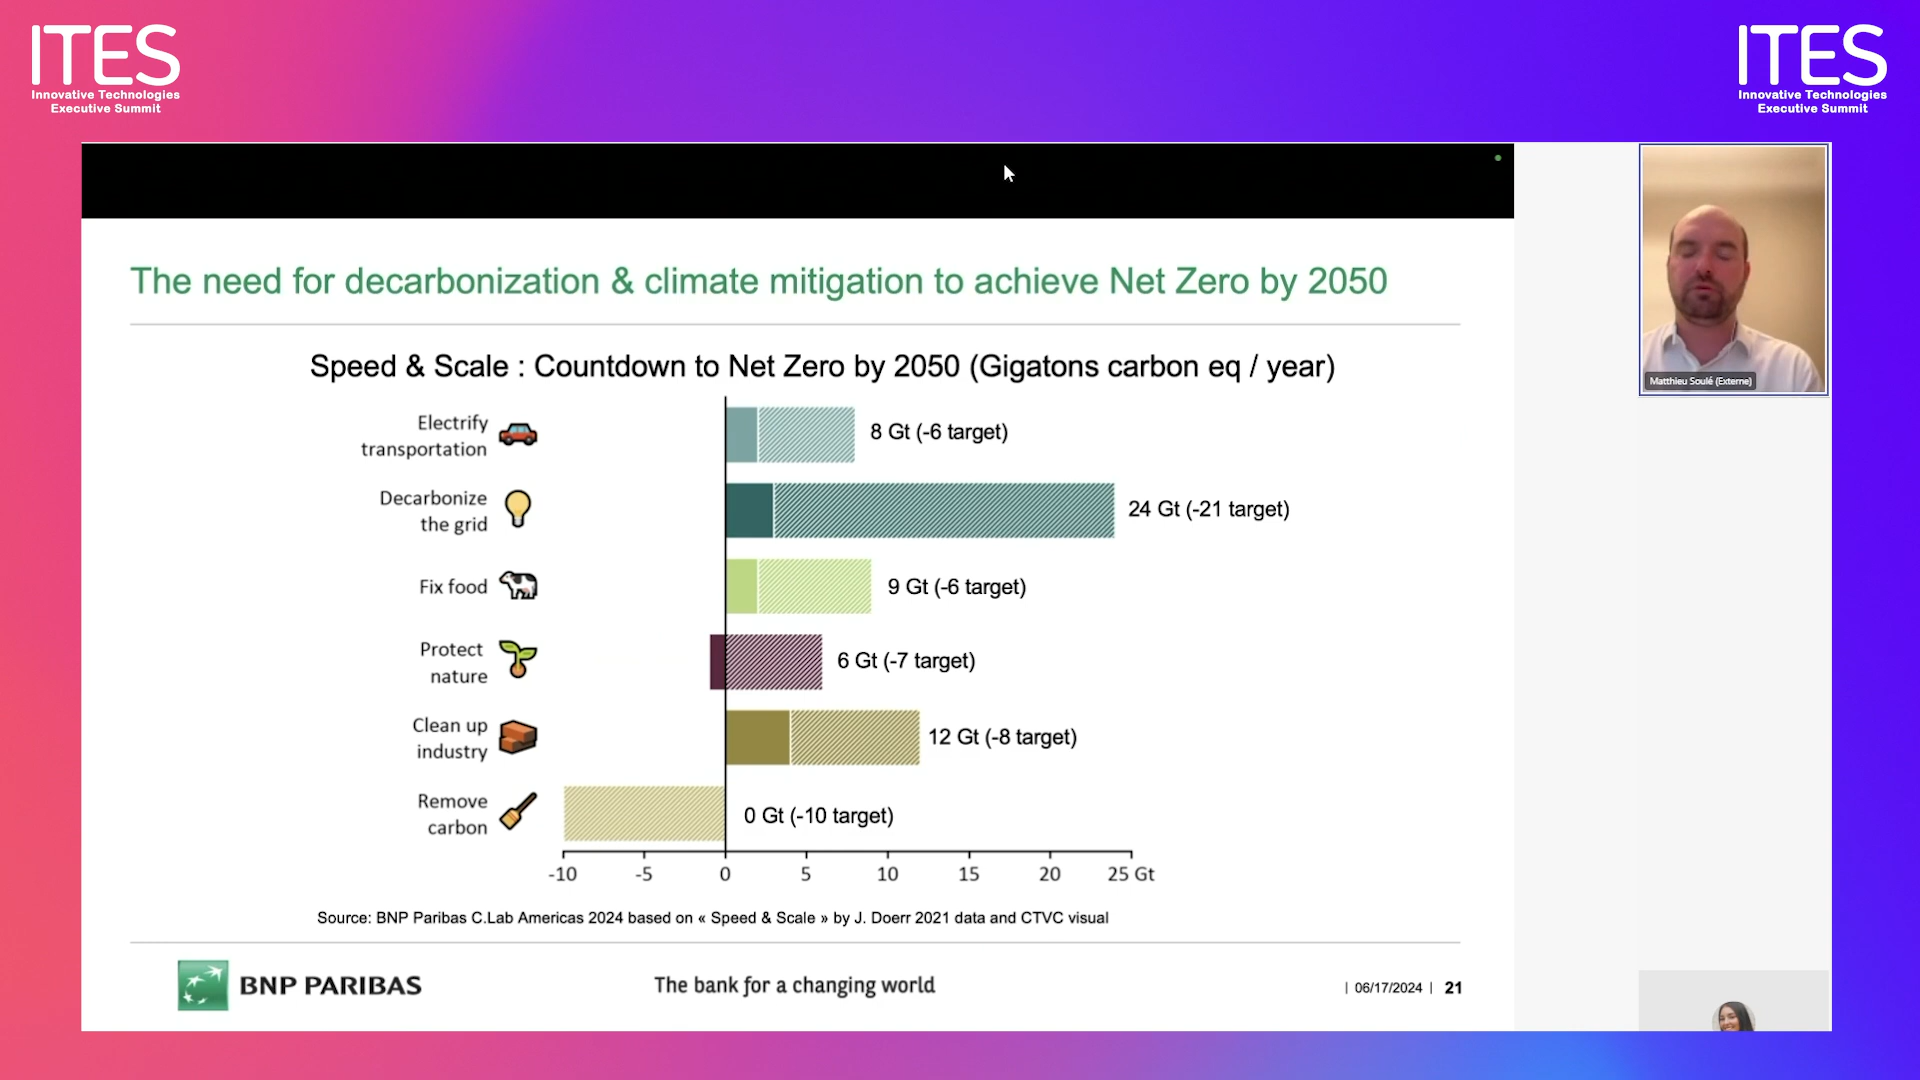 ITES
Innovative Technologies
Executive Summit
ITES
Innovative Technologies
Executive Summit
The need for decarbonization & climate mitigation to achieve Net Zero by 2050
Speed & Scale : Countdown to Net Zero by 2050 (Gigatons carbon eq / year)
Electrify
transportation
8 Gt (-6 target)
Decarbonize
the grid
24 Gt (-21 target)
Fix food
9 Gt (-6 target)
Protect
nature
6 Gt (-7 target)
Clean up
industry
12 Gt (-8 target)
Remove
carbon
0 Gt (-10 target)
-10 -5 0 5 10 15 20 25 Gt
Source: BNP Paribas C.Lab Americas 2024 based on « Speed & Scale » by J. Doerr 2021 data and CTVC visual
BNP PARIBAS
The bank for a changing world
| 06/17/2024 | 21
Matthieu Soulé (Externe)